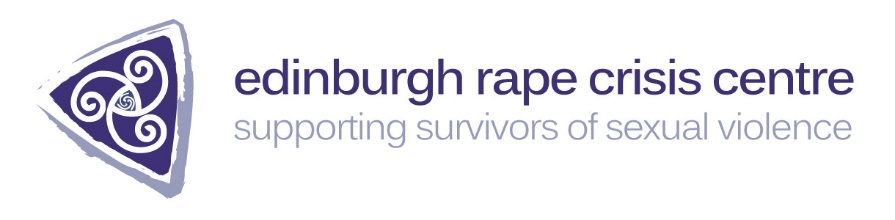 edinburgh rape crisis centre
supporting survivors of sexual violence